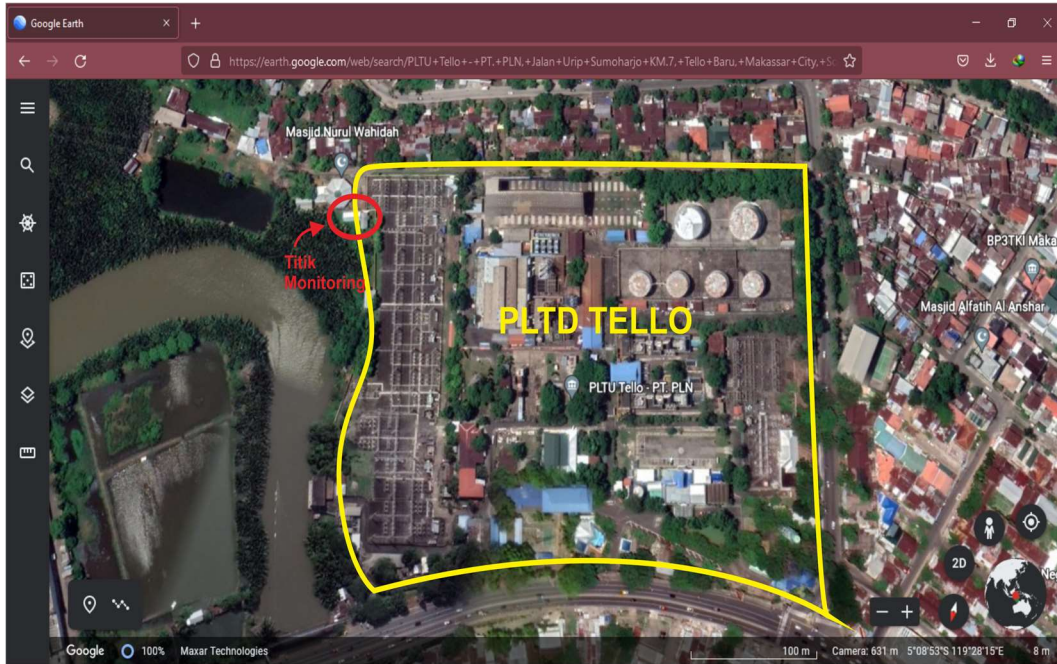 Google Earth
https://earth.google.com/web/search/PLTU+Tello+-+PT.+PLN,+Jalan+Urip+Sumoharjo+KM.7,+Tello+Baru,+Makassar+City,+So
Masjid Nurul Wahidah
Titik
Monitoring
BP3TKI Maka
Masjid Alfatih Al Anshar
PLTD TELLO
PLTU Tello - PT. PLN
2D
Ne
Google 100% Maxar Technologies 100 m Camera: 631 m 5°08'53"S 119°28'15"E 8 m